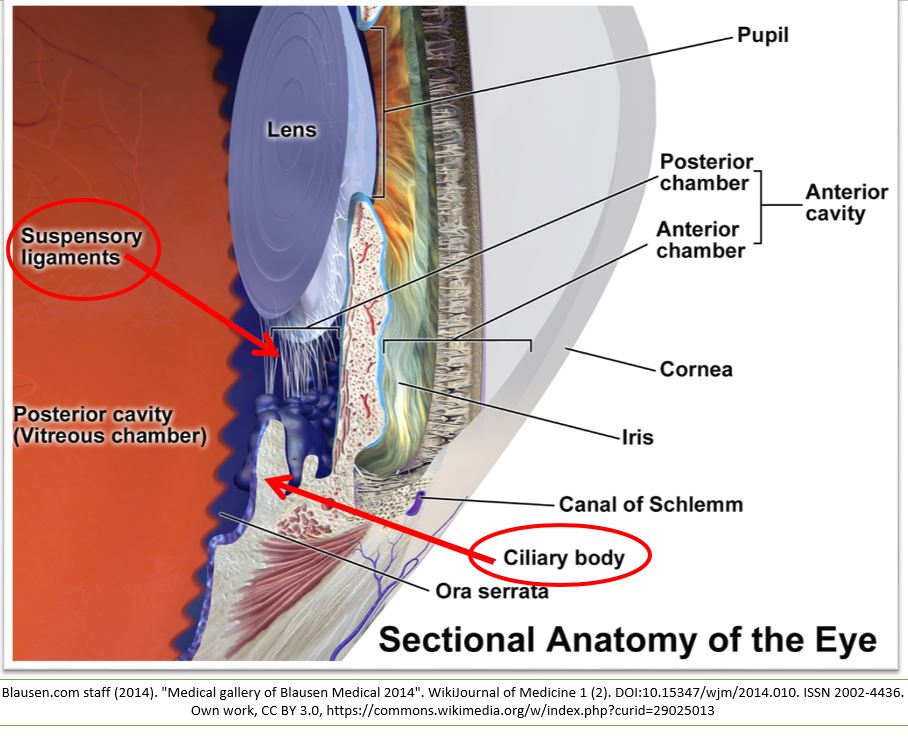 Pupil
Lens
Posterior
chamber
Anterior
cavity
Anterior
chamber
Suspensory
ligaments
Cornea
Posterior cavity
(Vitreous chamber)
Iris
Canal of Schlemm
Ciliary body
Ora serrata
Sectional Anatomy of the Eye
Blausen.com staff (2014). "Medical gallery of Blausen Medical 2014". WikiJournal of Medicine 1 (2). DOI:10.15347/wjm/2014.010. ISSN 2002-4436.
Own work, CC BY 3.0, https://commons.wikimedia.org/w/index.php?curid=29025013